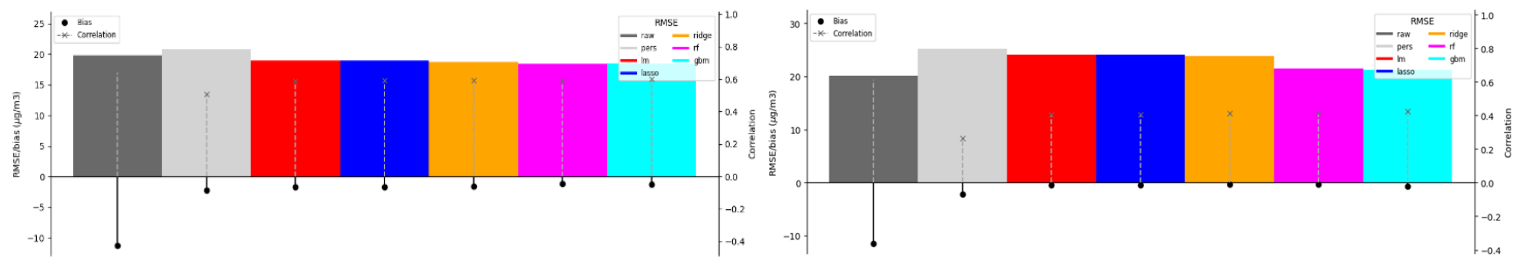 Bias
Correlation
RMSE
raw
pers
lm
lasso
ridge
rf
gbm
RMSE/bias (μg/m3)
25
20
15
10
5
0
−5
−10
Correlation
1.0
0.8
0.6
0.4
0.2
0.0
−0.2
−0.4
Bias
Correlation
RMSE
raw
pers
lm
lasso
ridge
rf
gbm
RMSE/bias (μg/m3)
30
20
10
0
−10
Correlation
1.0
0.8
0.6
0.4
0.2
0.0
−0.2
−0.4